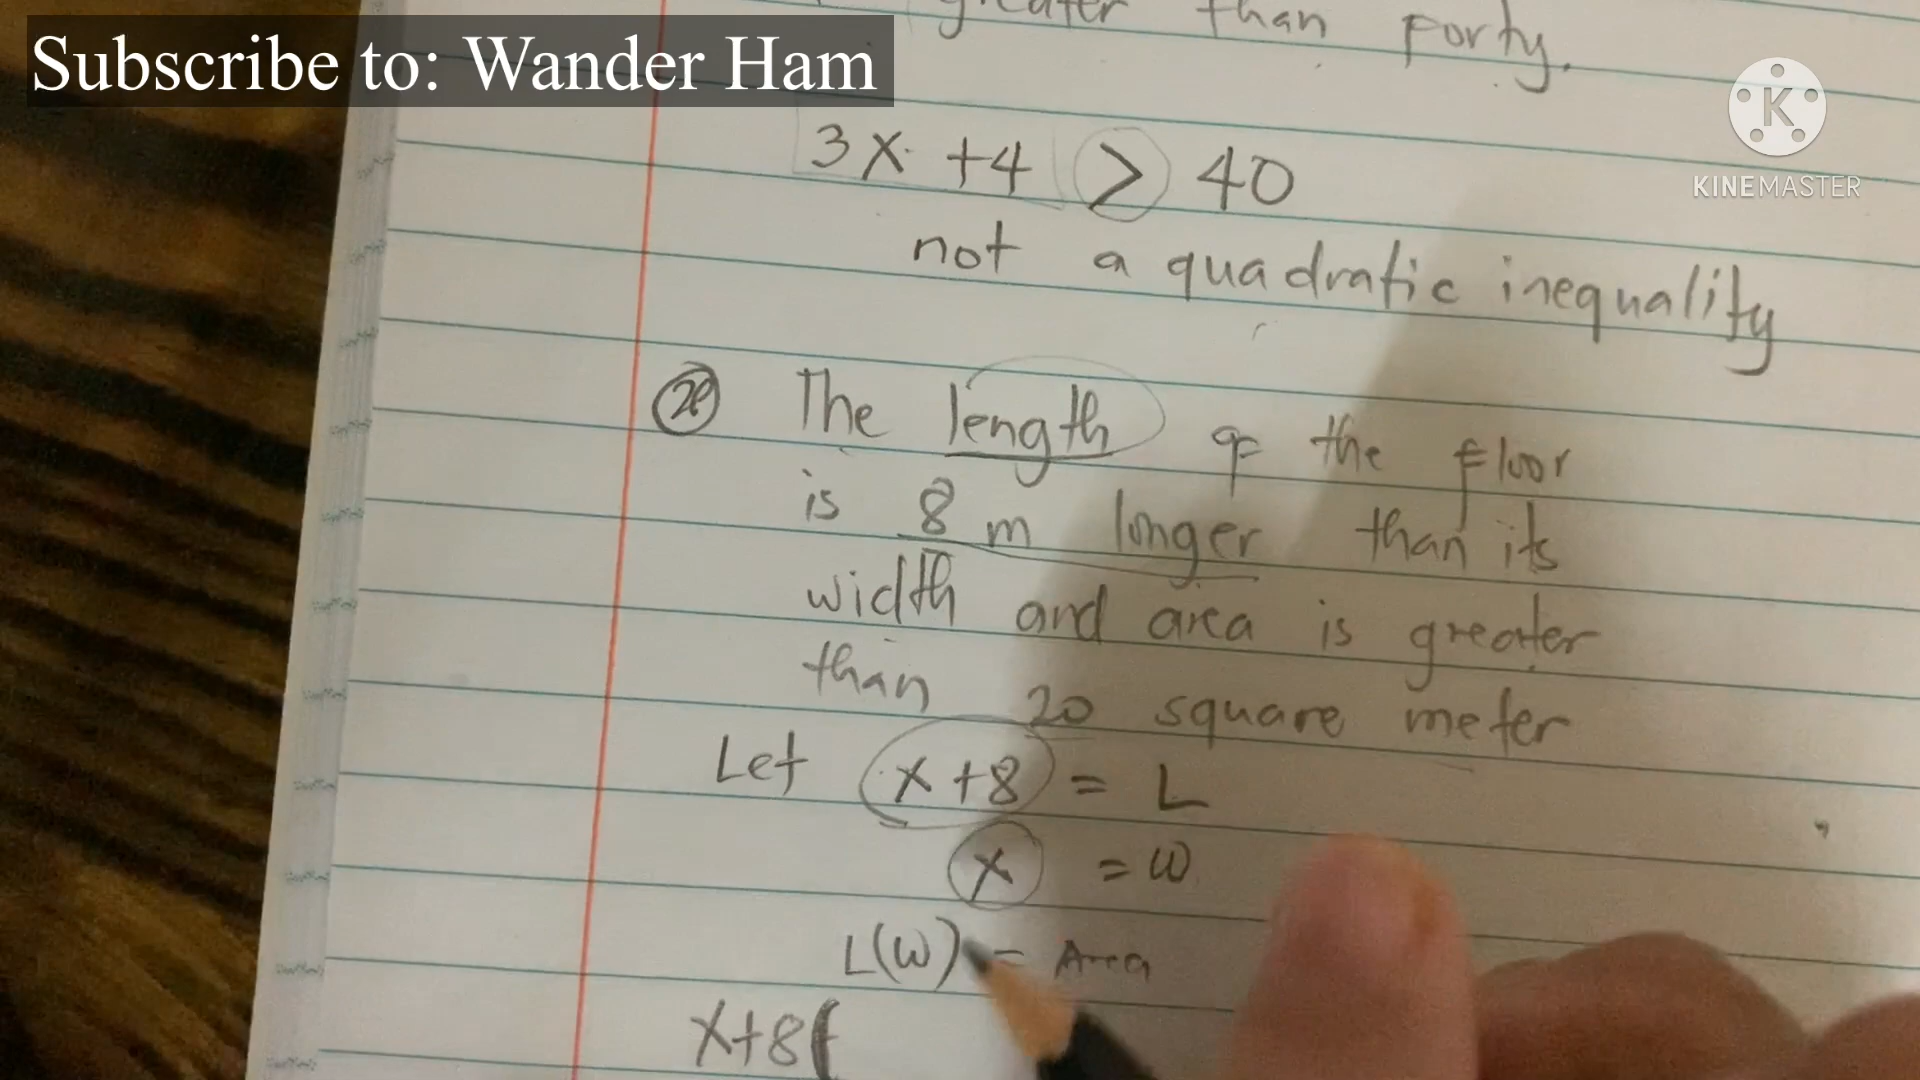 Subscribe to: Wander Ham
greater than forty.
KINEMASTER
3x +4 > 40
not a quadratic inequality
The length of the floor
is 8 m longer than its
width and area is greater
than 20 square meter
Let x+8 = L
x = W
L(W) = Area
x+8(